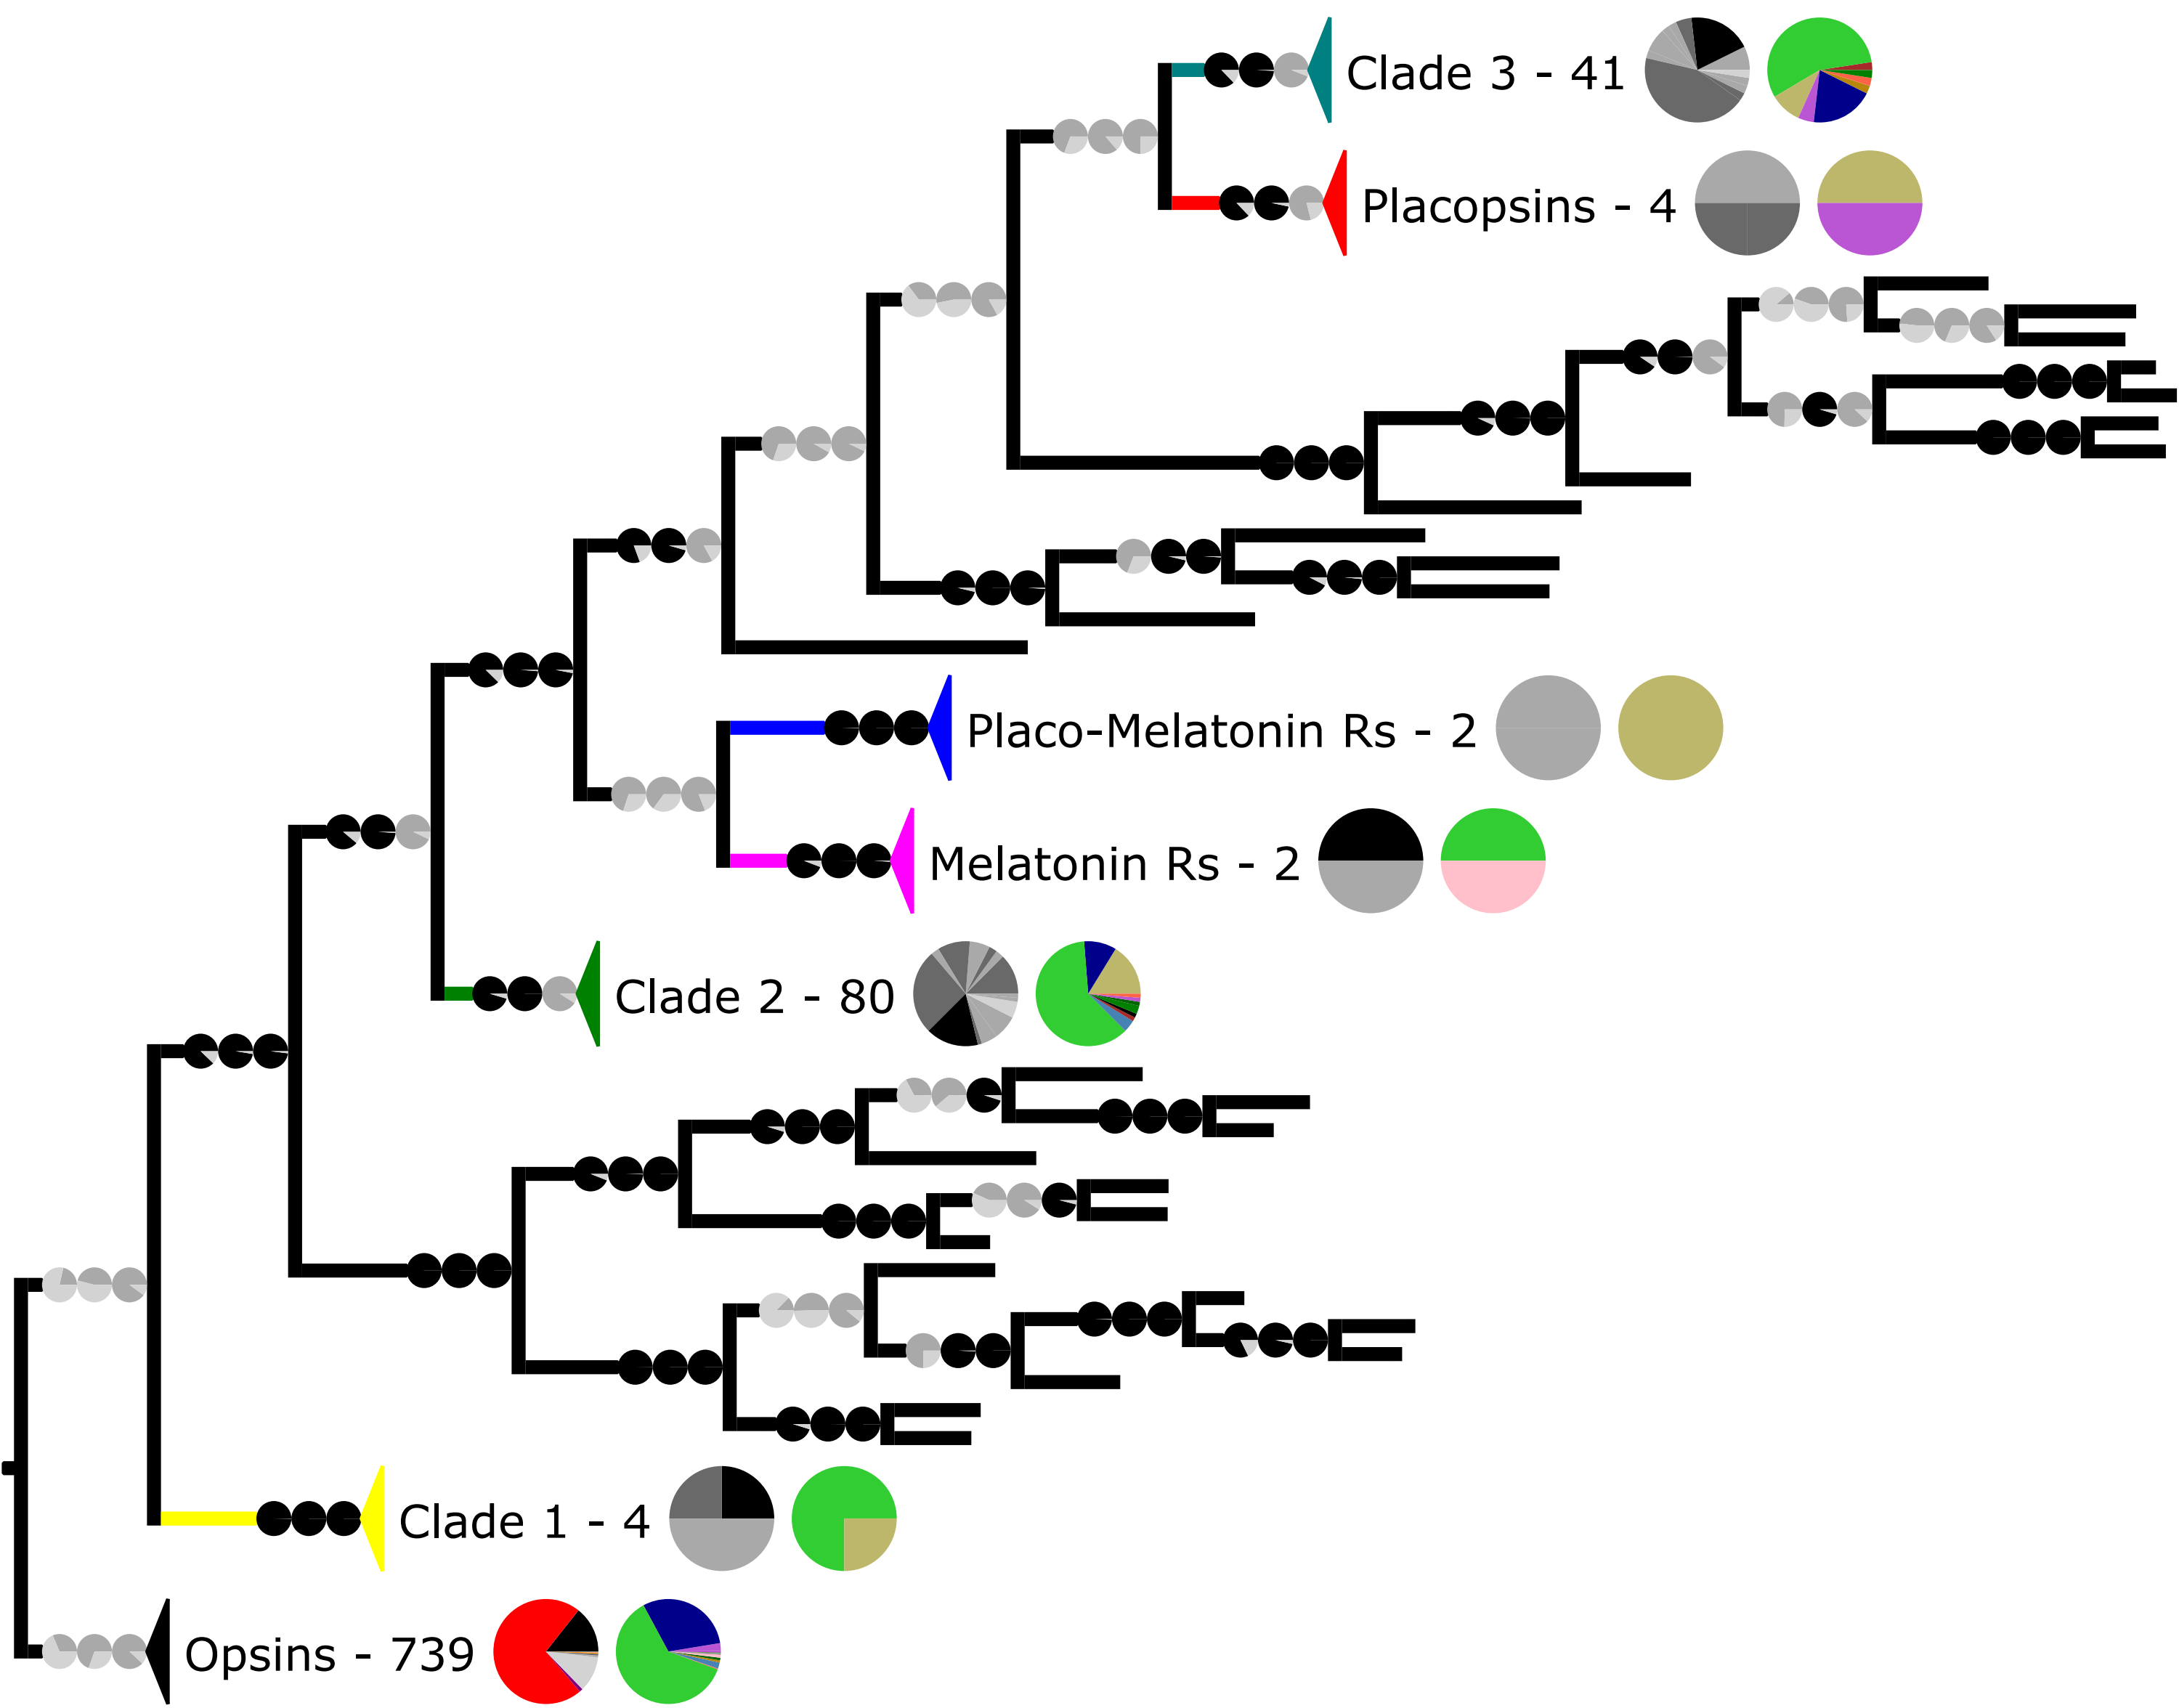 Clade 3 - 41
Placopsins - 4
Placo-Melatonin Rs - 2
Melatonin Rs - 2
Clade 2 - 80
Clade 1 - 4
Opsins - 739